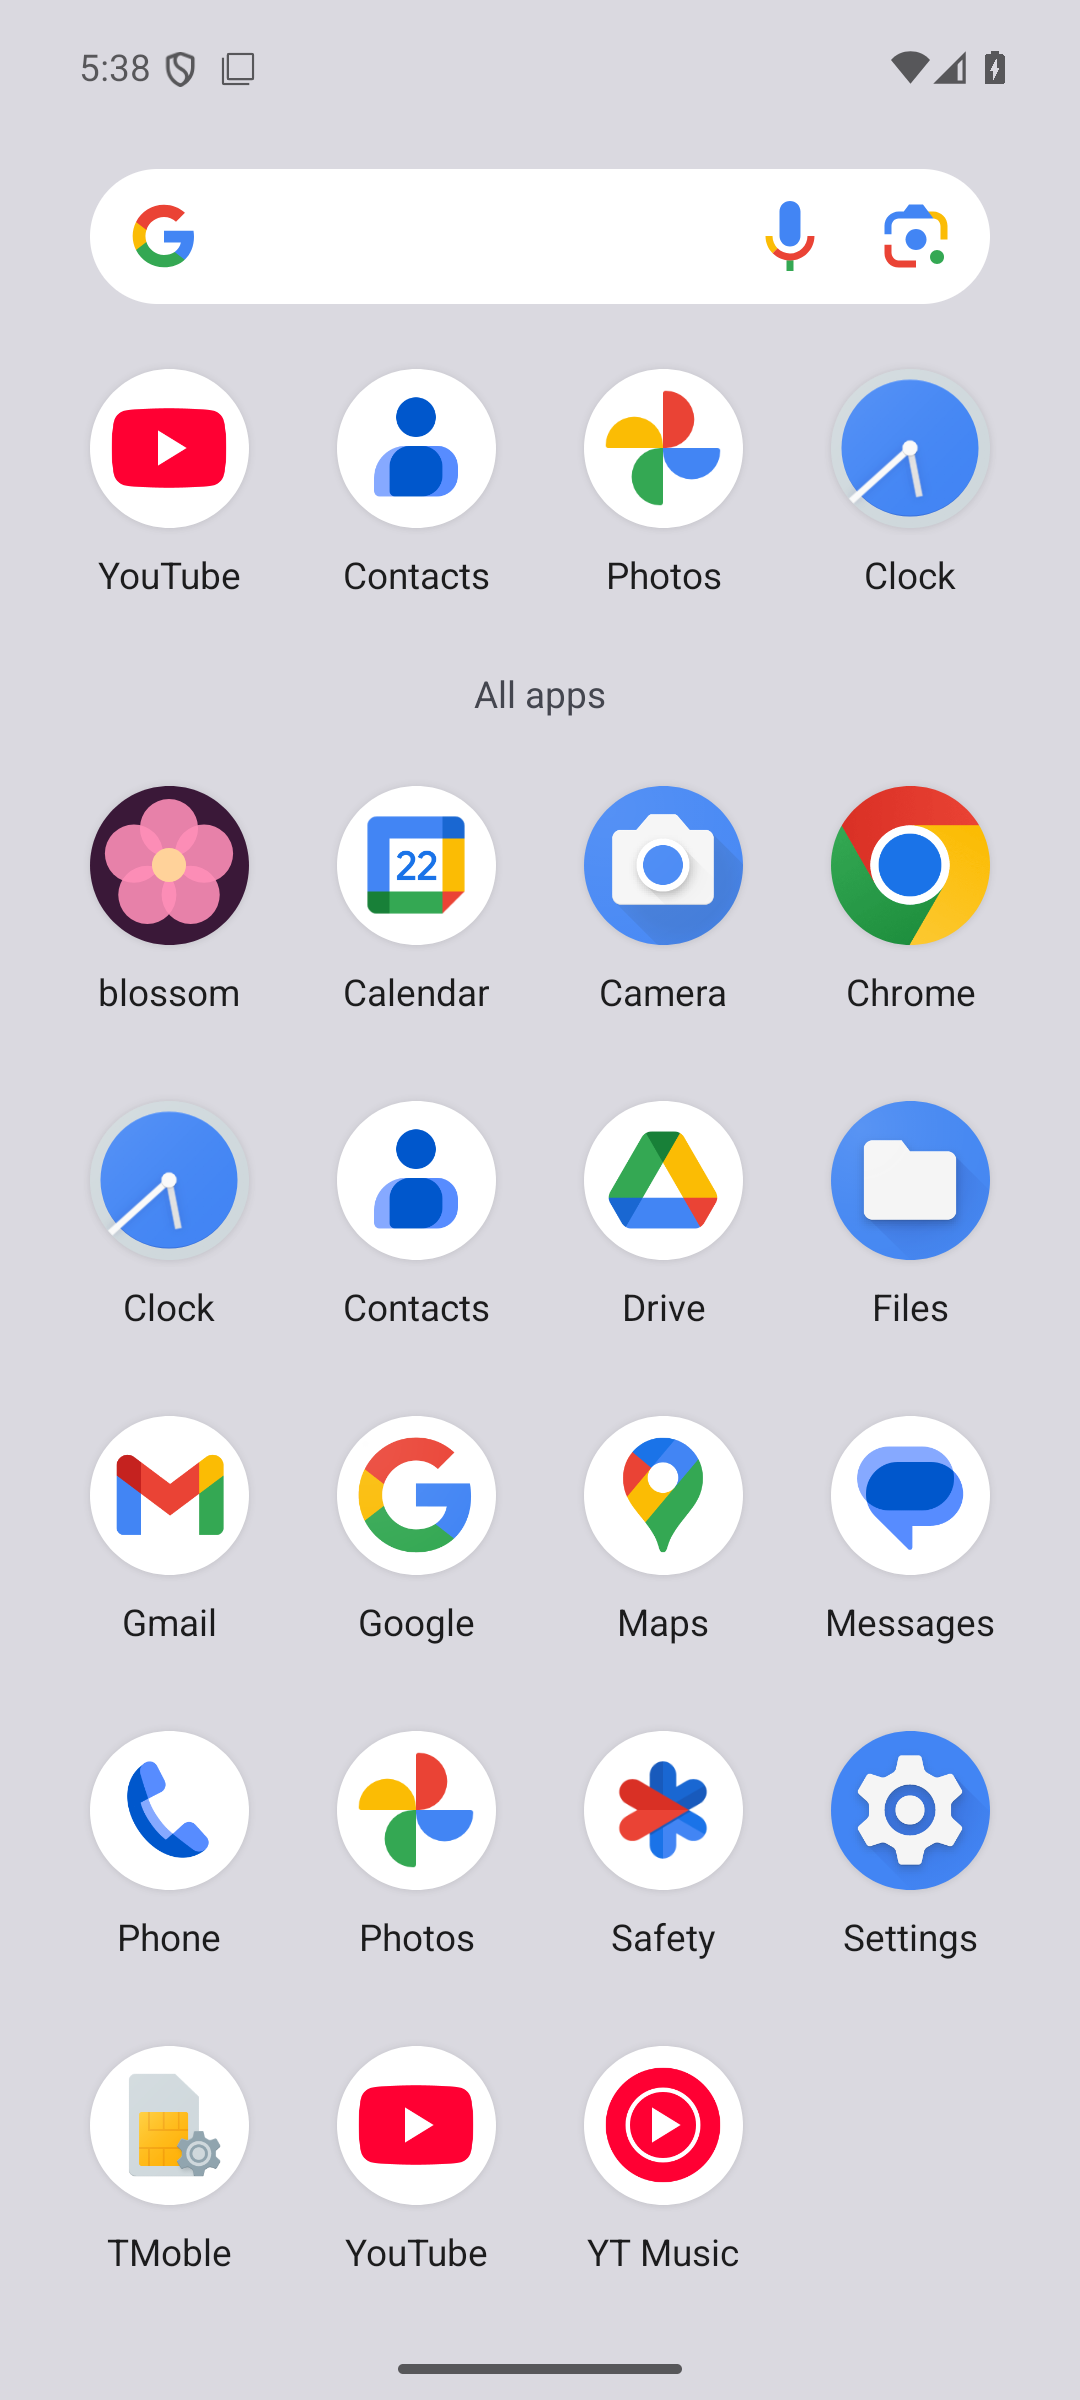 5:38
YouTube Contacts Photos Clock
All apps
22
blossom Calendar Camera Chrome
Clock Contacts Drive Files
Gmail Google Maps Messages
Phone Photos Safety Settings
TMoble YouTube YT Music